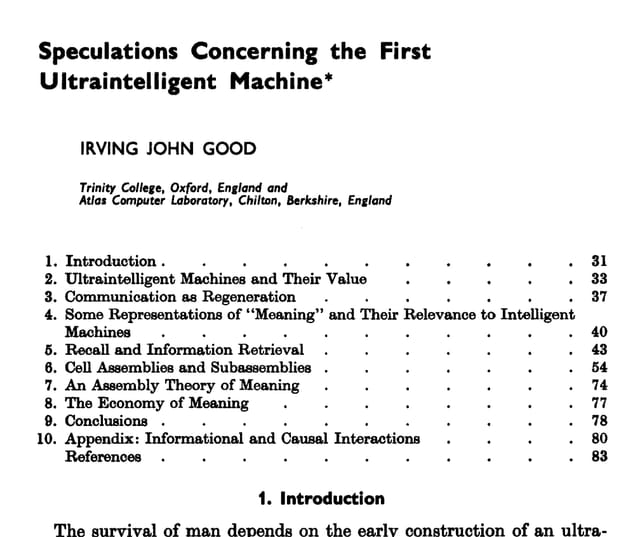 Speculations Concerning the First
Ultraintelligent Machine*
IRVING JOHN GOOD
Trinity College, Oxford, England and
Atlas Computer Laboratory, Chilton, Berkshire, England
1. Introduction . . . . . . . . . . . 31
2. Ultraintelligent Machines and Their Value . . . . . 33
3. Communication as Regeneration . . . . . . . 37
4. Some Representations of "Meaning" and Their Relevance to Intelligent
Machines . . . . . . . . . . . 40
5. Recall and Information Retrieval . . . . . . . 43
6. Cell Assemblies and Subassemblies . . . . . . . 54
7. An Assembly Theory of Meaning . . . . . . . 74
8. The Economy of Meaning . . . . . . . . 77
9. Conclusions . . . . . . . . . . . 78
10. Appendix: Informational and Causal Interactions . . . . 80
References . . . . . . . . . . . 83
1. Introduction
The survival of man depends on the early construction of an ultra-